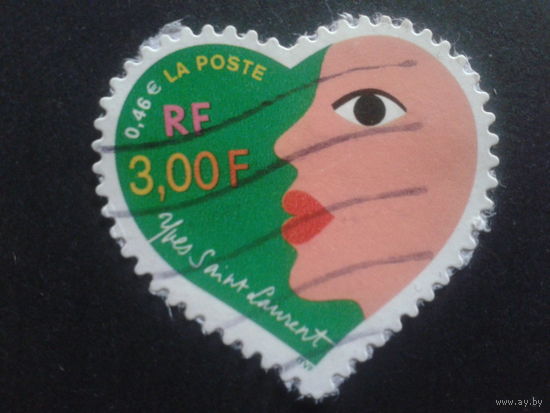 0,46 €
LA POSTE
RF
3,00 F
Yves Saint Laurent
www.ay.by